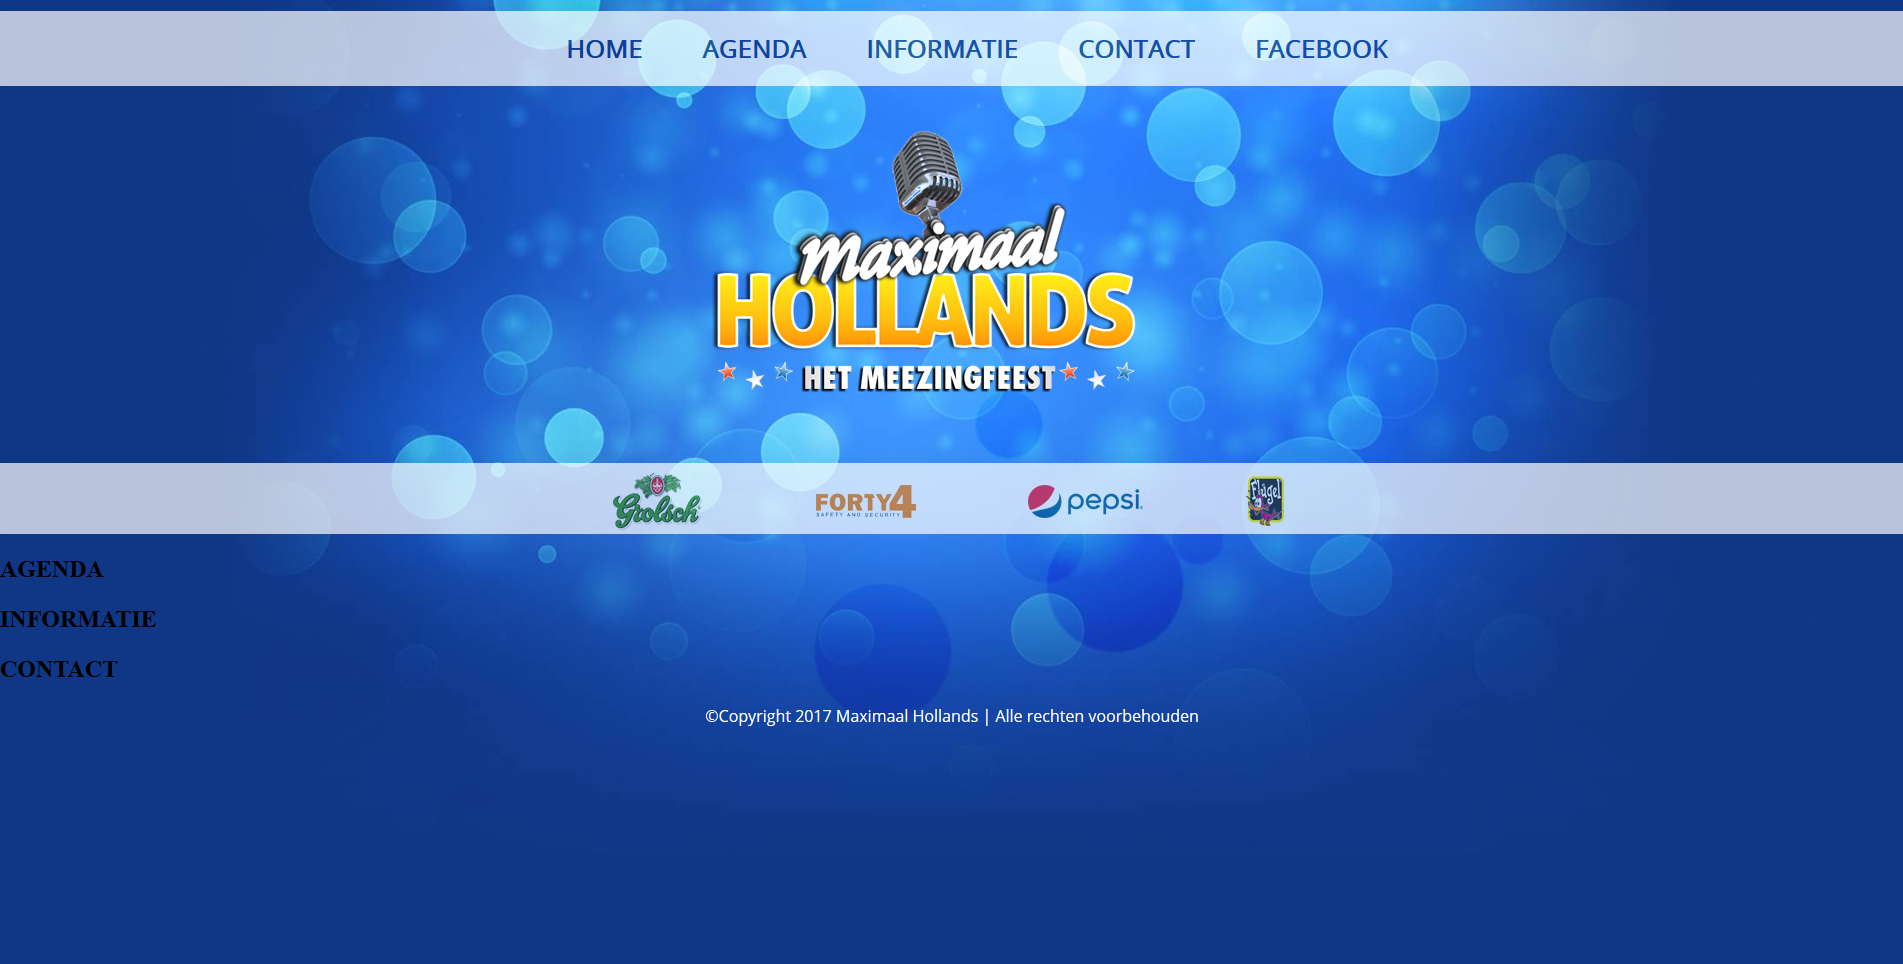 HOME AGENDA INFORMATIE CONTACT FACEBOOK
Maximaal
HOLLANDS
HET MEEZINGFEEST
Grolsch FORTY4 pepsi Flügel
SAFETY AND SECURITY
AGENDA
INFORMATIE
CONTACT
©Copyright 2017 Maximaal Hollands | Alle rechten voorbehouden